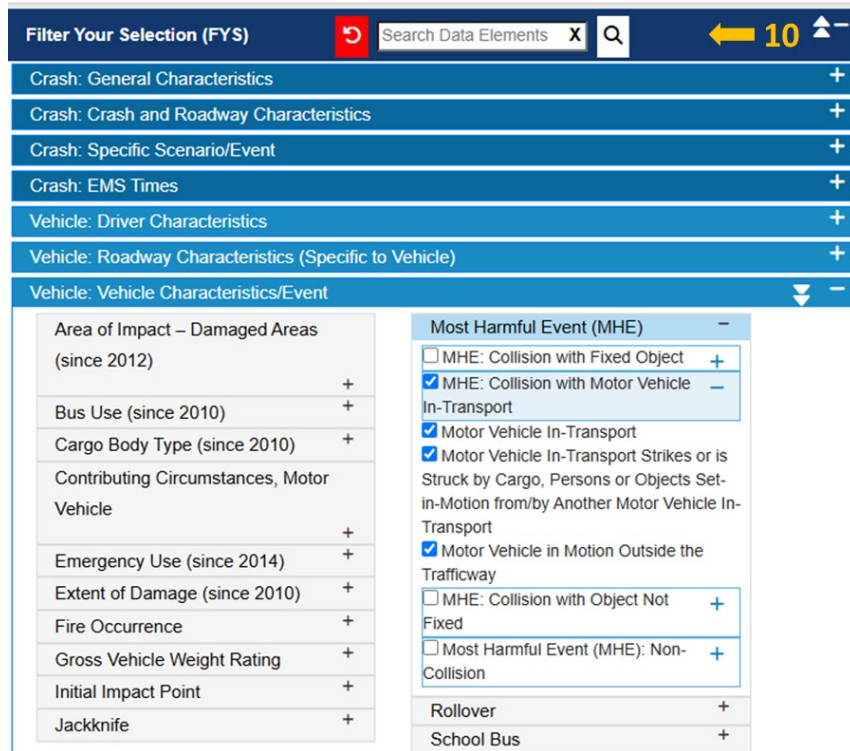 Filter Your Selection (FYS)
Search Data Elements X
10
Crash: General Characteristics +
Crash: Crash and Roadway Characteristics +
Crash: Specific Scenario/Event +
Crash: EMS Times +
Vehicle: Driver Characteristics +
Vehicle: Roadway Characteristics (Specific to Vehicle) +
Vehicle: Vehicle Characteristics/Event −
Area of Impact – Damaged Areas
(since 2012)
+
Bus Use (since 2010) +
Cargo Body Type (since 2010) +
Contributing Circumstances, Motor
Vehicle
+
Emergency Use (since 2014) +
Extent of Damage (since 2010) +
Fire Occurrence +
Gross Vehicle Weight Rating +
Initial Impact Point +
Jackknife +
Most Harmful Event (MHE) −
MHE: Collision with Fixed Object +
MHE: Collision with Motor Vehicle −
In-Transport
Motor Vehicle In-Transport
Motor Vehicle In-Transport Strikes or is
Struck by Cargo, Persons or Objects Set-
in-Motion from/by Another Motor Vehicle In-
Transport
Motor Vehicle in Motion Outside the
Trafficway
MHE: Collision with Object Not +
Fixed
Most Harmful Event (MHE): Non- +
Collision
Rollover +
School Bus +